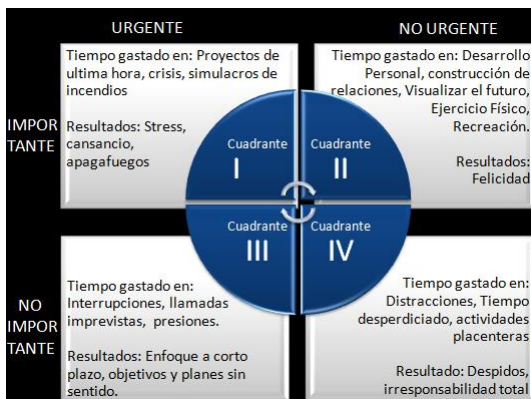 URGENTE
NO URGENTE
IMPOR
TANTE
Tiempo gastado en: Proyectos de
ultima hora, crisis, simulacros de
incendios
Resultados: Stress,
cansancio,
apagafuegos
Tiempo gastado en: Desarrollo
Personal, construcción de
relaciones, Visualizar el futuro,
Ejercicio Físico,
Recreación.
Resultados:
Felicidad
Cuadrante
I
Cuadrante
II
Cuadrante
III
Cuadrante
IV
NO
IMPOR
TANTE
Tiempo gastado en:
Interrupciones, llamadas
imprevistas, presiones.
Resultados: Enfoque a corto
plazo, objetivos y planes sin
sentido.
Tiempo gastado en:
Distracciones, Tiempo
desperdiciado, actividades
placenteras
Resultado: Despidos,
irresponsabilidad total